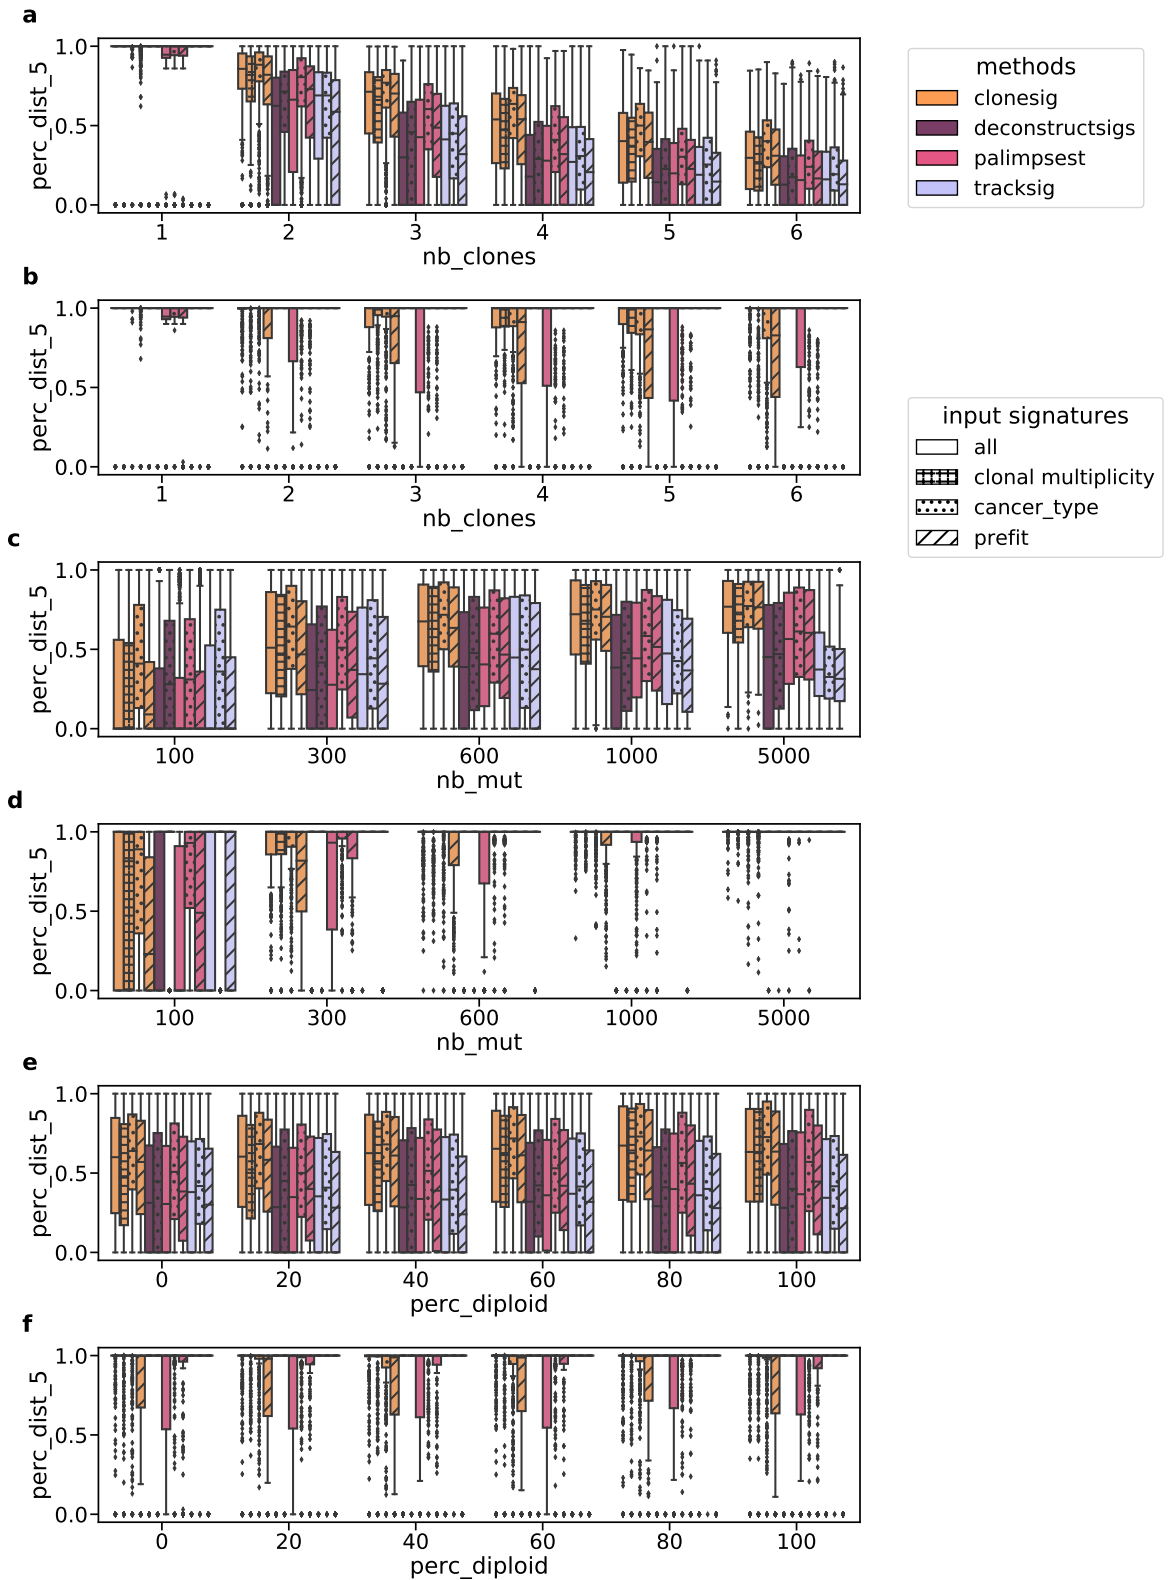 a
1.0
0.5
0.0
perc_dist_5
1 2 3 4 5 6
nb_clones
methods
clonesig
deconstructsigs
palimpsest
tracksig
b
1.0
0.5
0.0
perc_dist_5
1 2 3 4 5 6
nb_clones
input signatures
all
clonal multiplicity
cancer_type
prefit
c
1.0
0.5
0.0
perc_dist_5
100 300 600 1000 5000
nb_mut
d
1.0
0.5
0.0
perc_dist_5
100 300 600 1000 5000
nb_mut
e
1.0
0.5
0.0
perc_dist_5
0 20 40 60 80 100
perc_diploid
f
1.0
0.5
0.0
perc_dist_5
0 20 40 60 80 100
perc_diploid